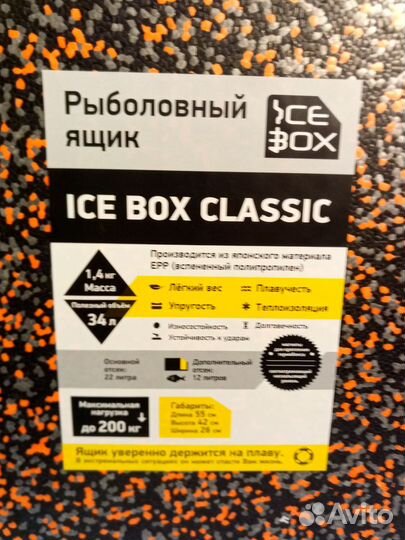 Рыболовный
ящик
ICE
BOX
ICE BOX CLASSIC
Производится из японского материала
EPP (вспененный полипропилен)
1,4 кг
Масса
Лёгкий вес
Плавучесть
Упругость
Теплоизоляция
Полезный объём
34 л
Износостойкость
Долговечность
Устойчивость к ударам
Основной
отсек:
22 литра
Дополнительный
отсек:
12 литров
Максимальная
нагрузка
до 200 кг
Габариты:
Длина 55 см
Высота 42 см
Ширина 28 см
Ящик уверенно держится на плаву.
В экстремальных ситуациях он может спасти Вам жизнь.
Avito